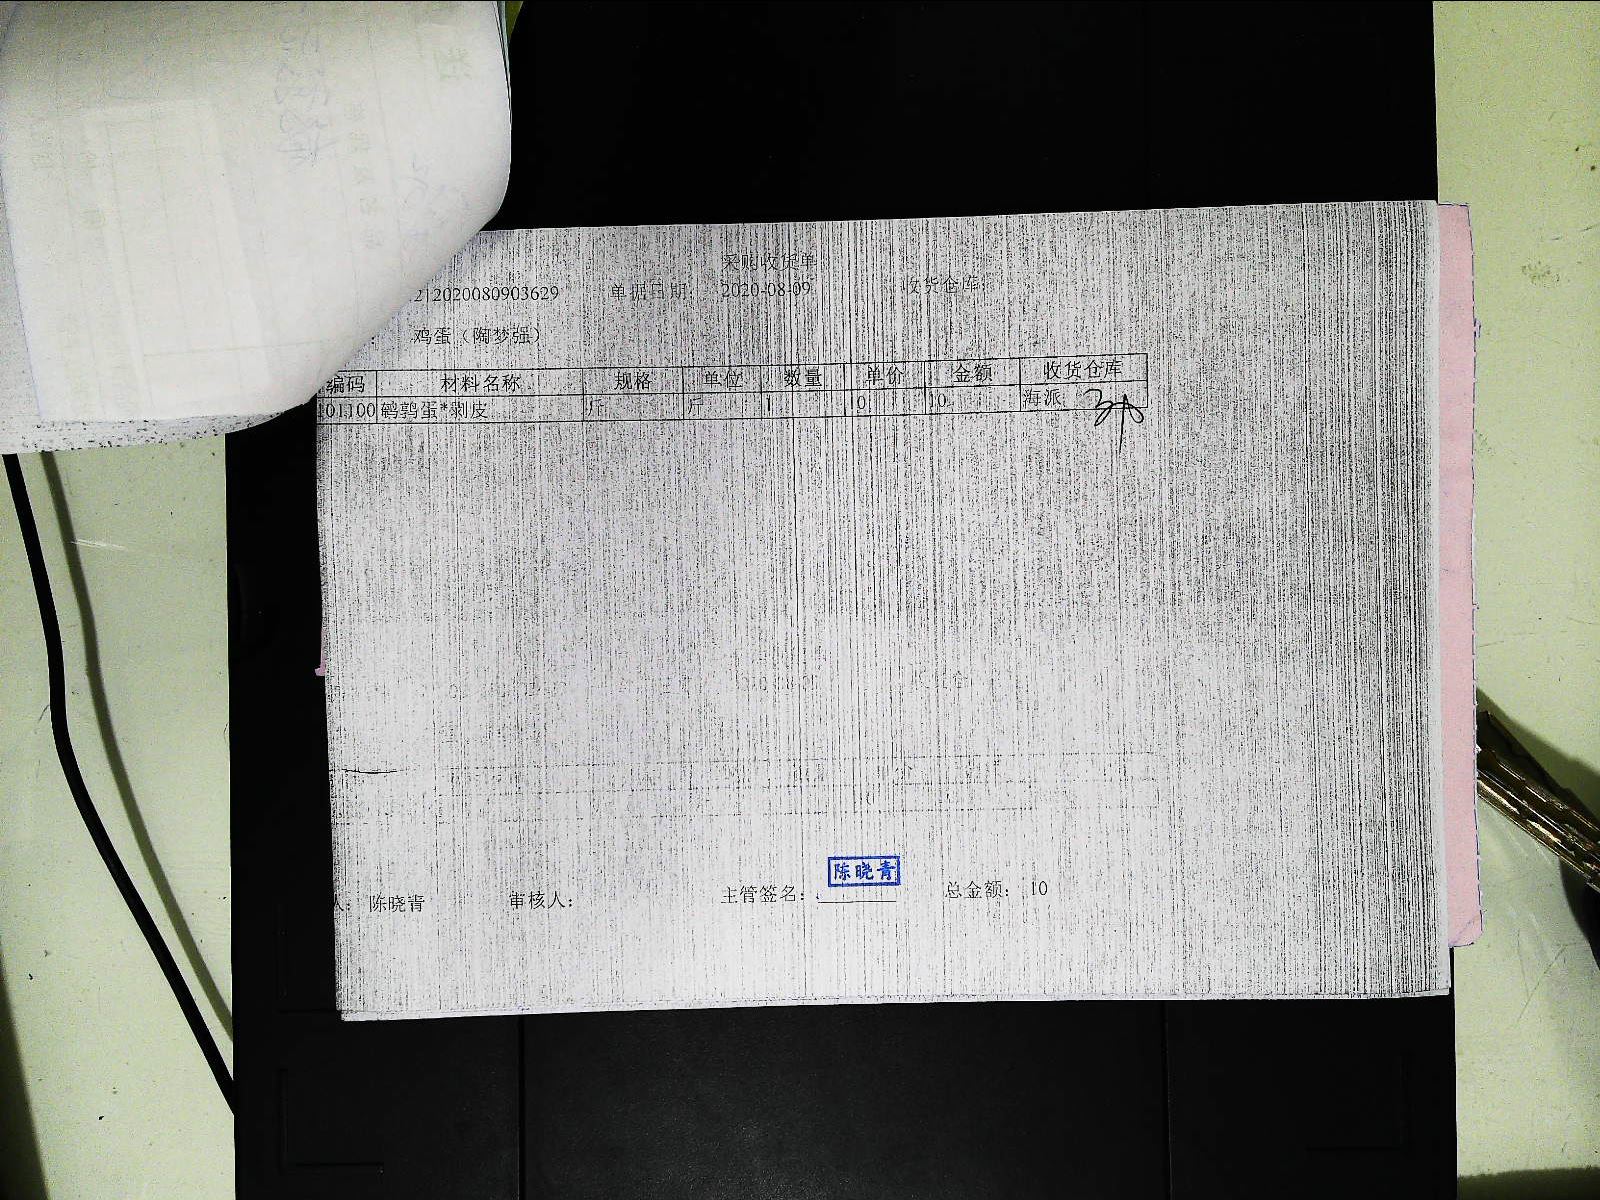 采购收货单
2|2020080903629 单据日期: 2020-08-09 收货仓库:
鸡蛋（陶梦强）
编码 材料名称 规格 单位 数量 单价 金额 收货仓库
01100 鹌鹑蛋*剥皮 斤 斤 1 10 10 海派
陈晓青
人: 陈晓青 审核人: 主管签名: 总金额: 10